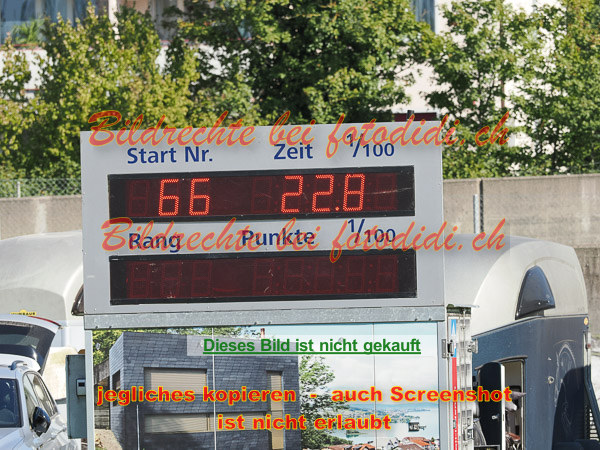 Bildrechte bei fotodidi.ch
Start Nr. Zeit 1/100
66 22.8
Bildrechte bei fotodidi.ch
Rang Punkte 1/100
Dieses Bild ist nicht gekauft
jegliches kopieren - auch Screenshot
ist nicht erlaubt